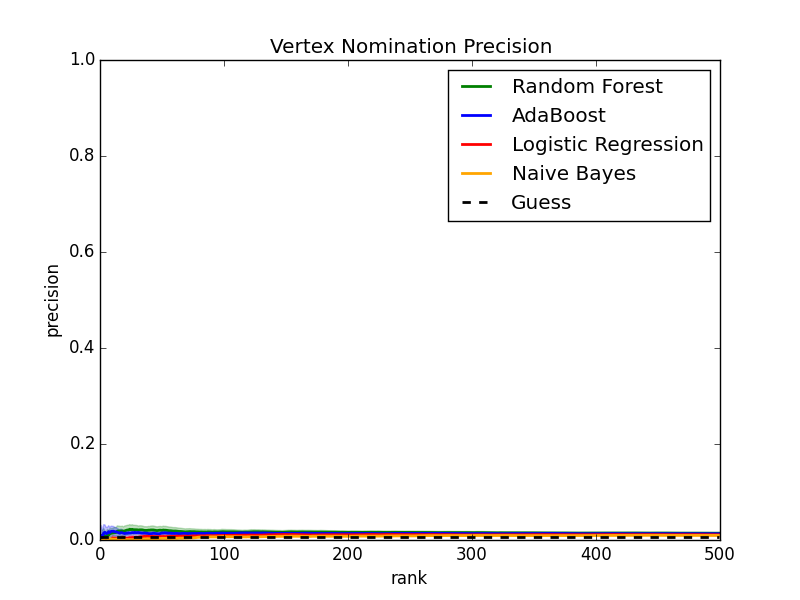 Vertex Nomination Precision
1.0
0.8
0.6
0.4
0.2
0.0
precision
Random Forest
AdaBoost
Logistic Regression
Naive Bayes
Guess
0 100 200 300 400 500
rank